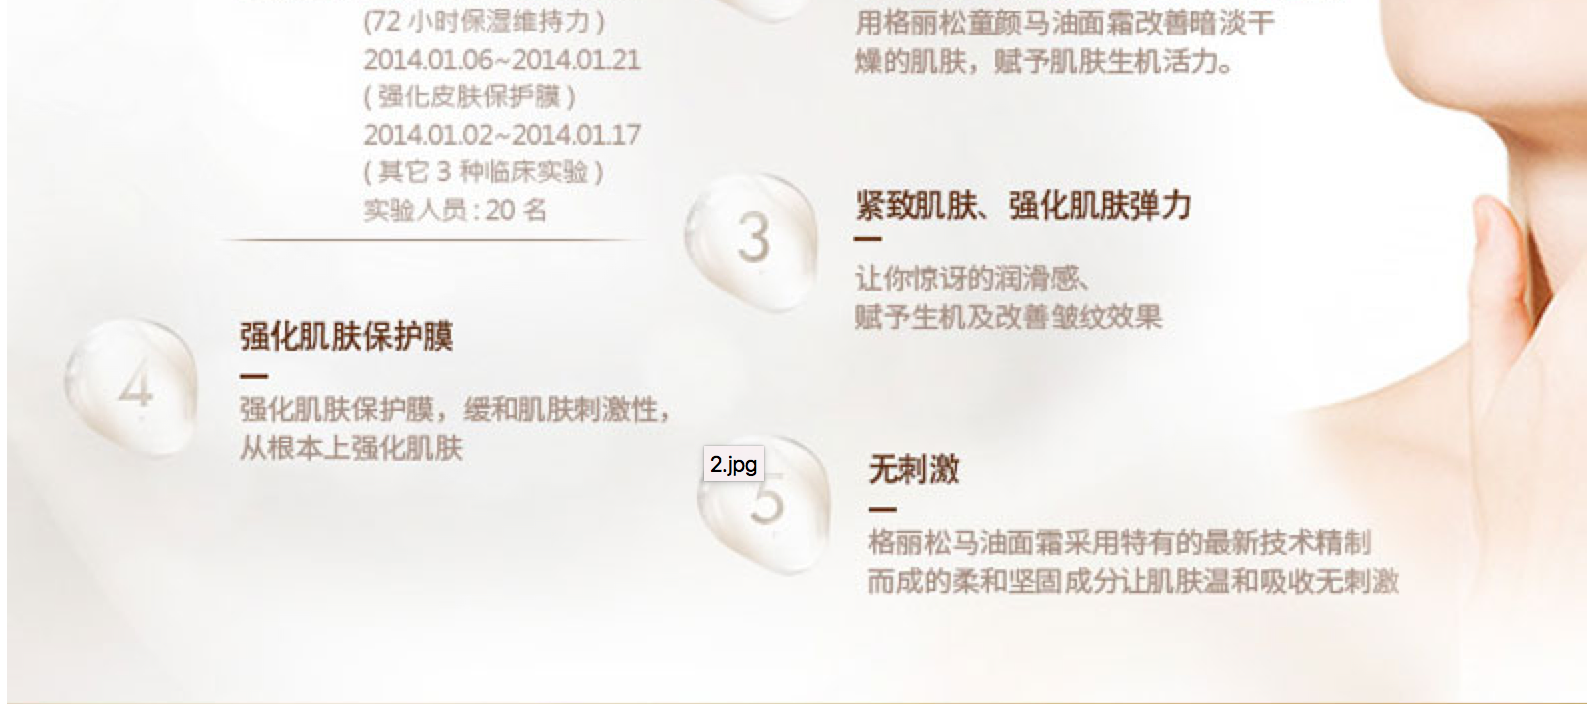 (72 小时保湿维持力)
2014.01.06~2014.01.21
(强化皮肤保护膜)
2014.01.02~2014.01.17
(其它 3 种临床实验)
实验人员:20 名
用格丽松童颜马油面霜改善暗淡干
燥的肌肤，赋予肌肤生机活力。
3
紧致肌肤、强化肌肤弹力
让你惊讶的润滑感、
赋予生机及改善皱纹效果
4
强化肌肤保护膜
强化肌肤保护膜，缓和肌肤刺激性，
从根本上强化肌肤
2.jpg
5
无刺激
格丽松马油面霜采用特有的最新技术精制
而成的柔和坚固成分让肌肤温和吸收无刺激